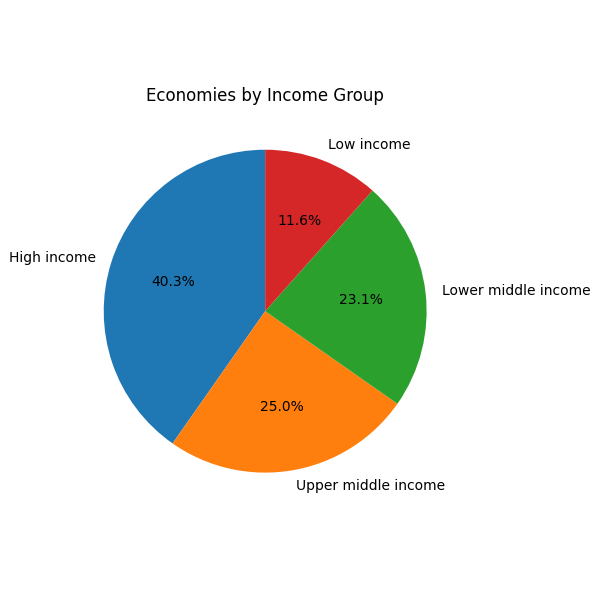 Economies by Income Group
Low income
11.6%
High income
40.3%
Lower middle income
23.1%
25.0%
Upper middle income